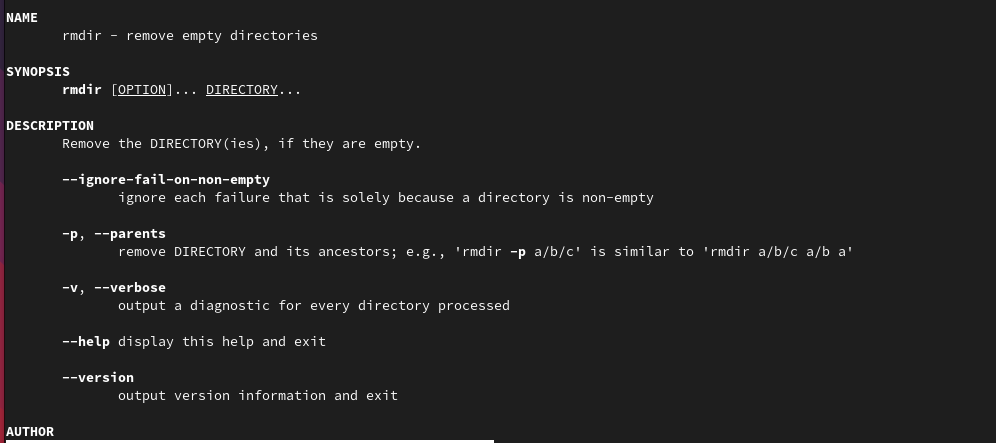 NAME
rmdir - remove empty directories
SYNOPSIS
rmdir [OPTION]... DIRECTORY...
DESCRIPTION
Remove the DIRECTORY(ies), if they are empty.
--ignore-fail-on-non-empty
ignore each failure that is solely because a directory is non-empty
-p, --parents
remove DIRECTORY and its ancestors; e.g., 'rmdir -p a/b/c' is similar to 'rmdir a/b/c a/b a'
-v, --verbose
output a diagnostic for every directory processed
--help display this help and exit
--version
output version information and exit
AUTHOR